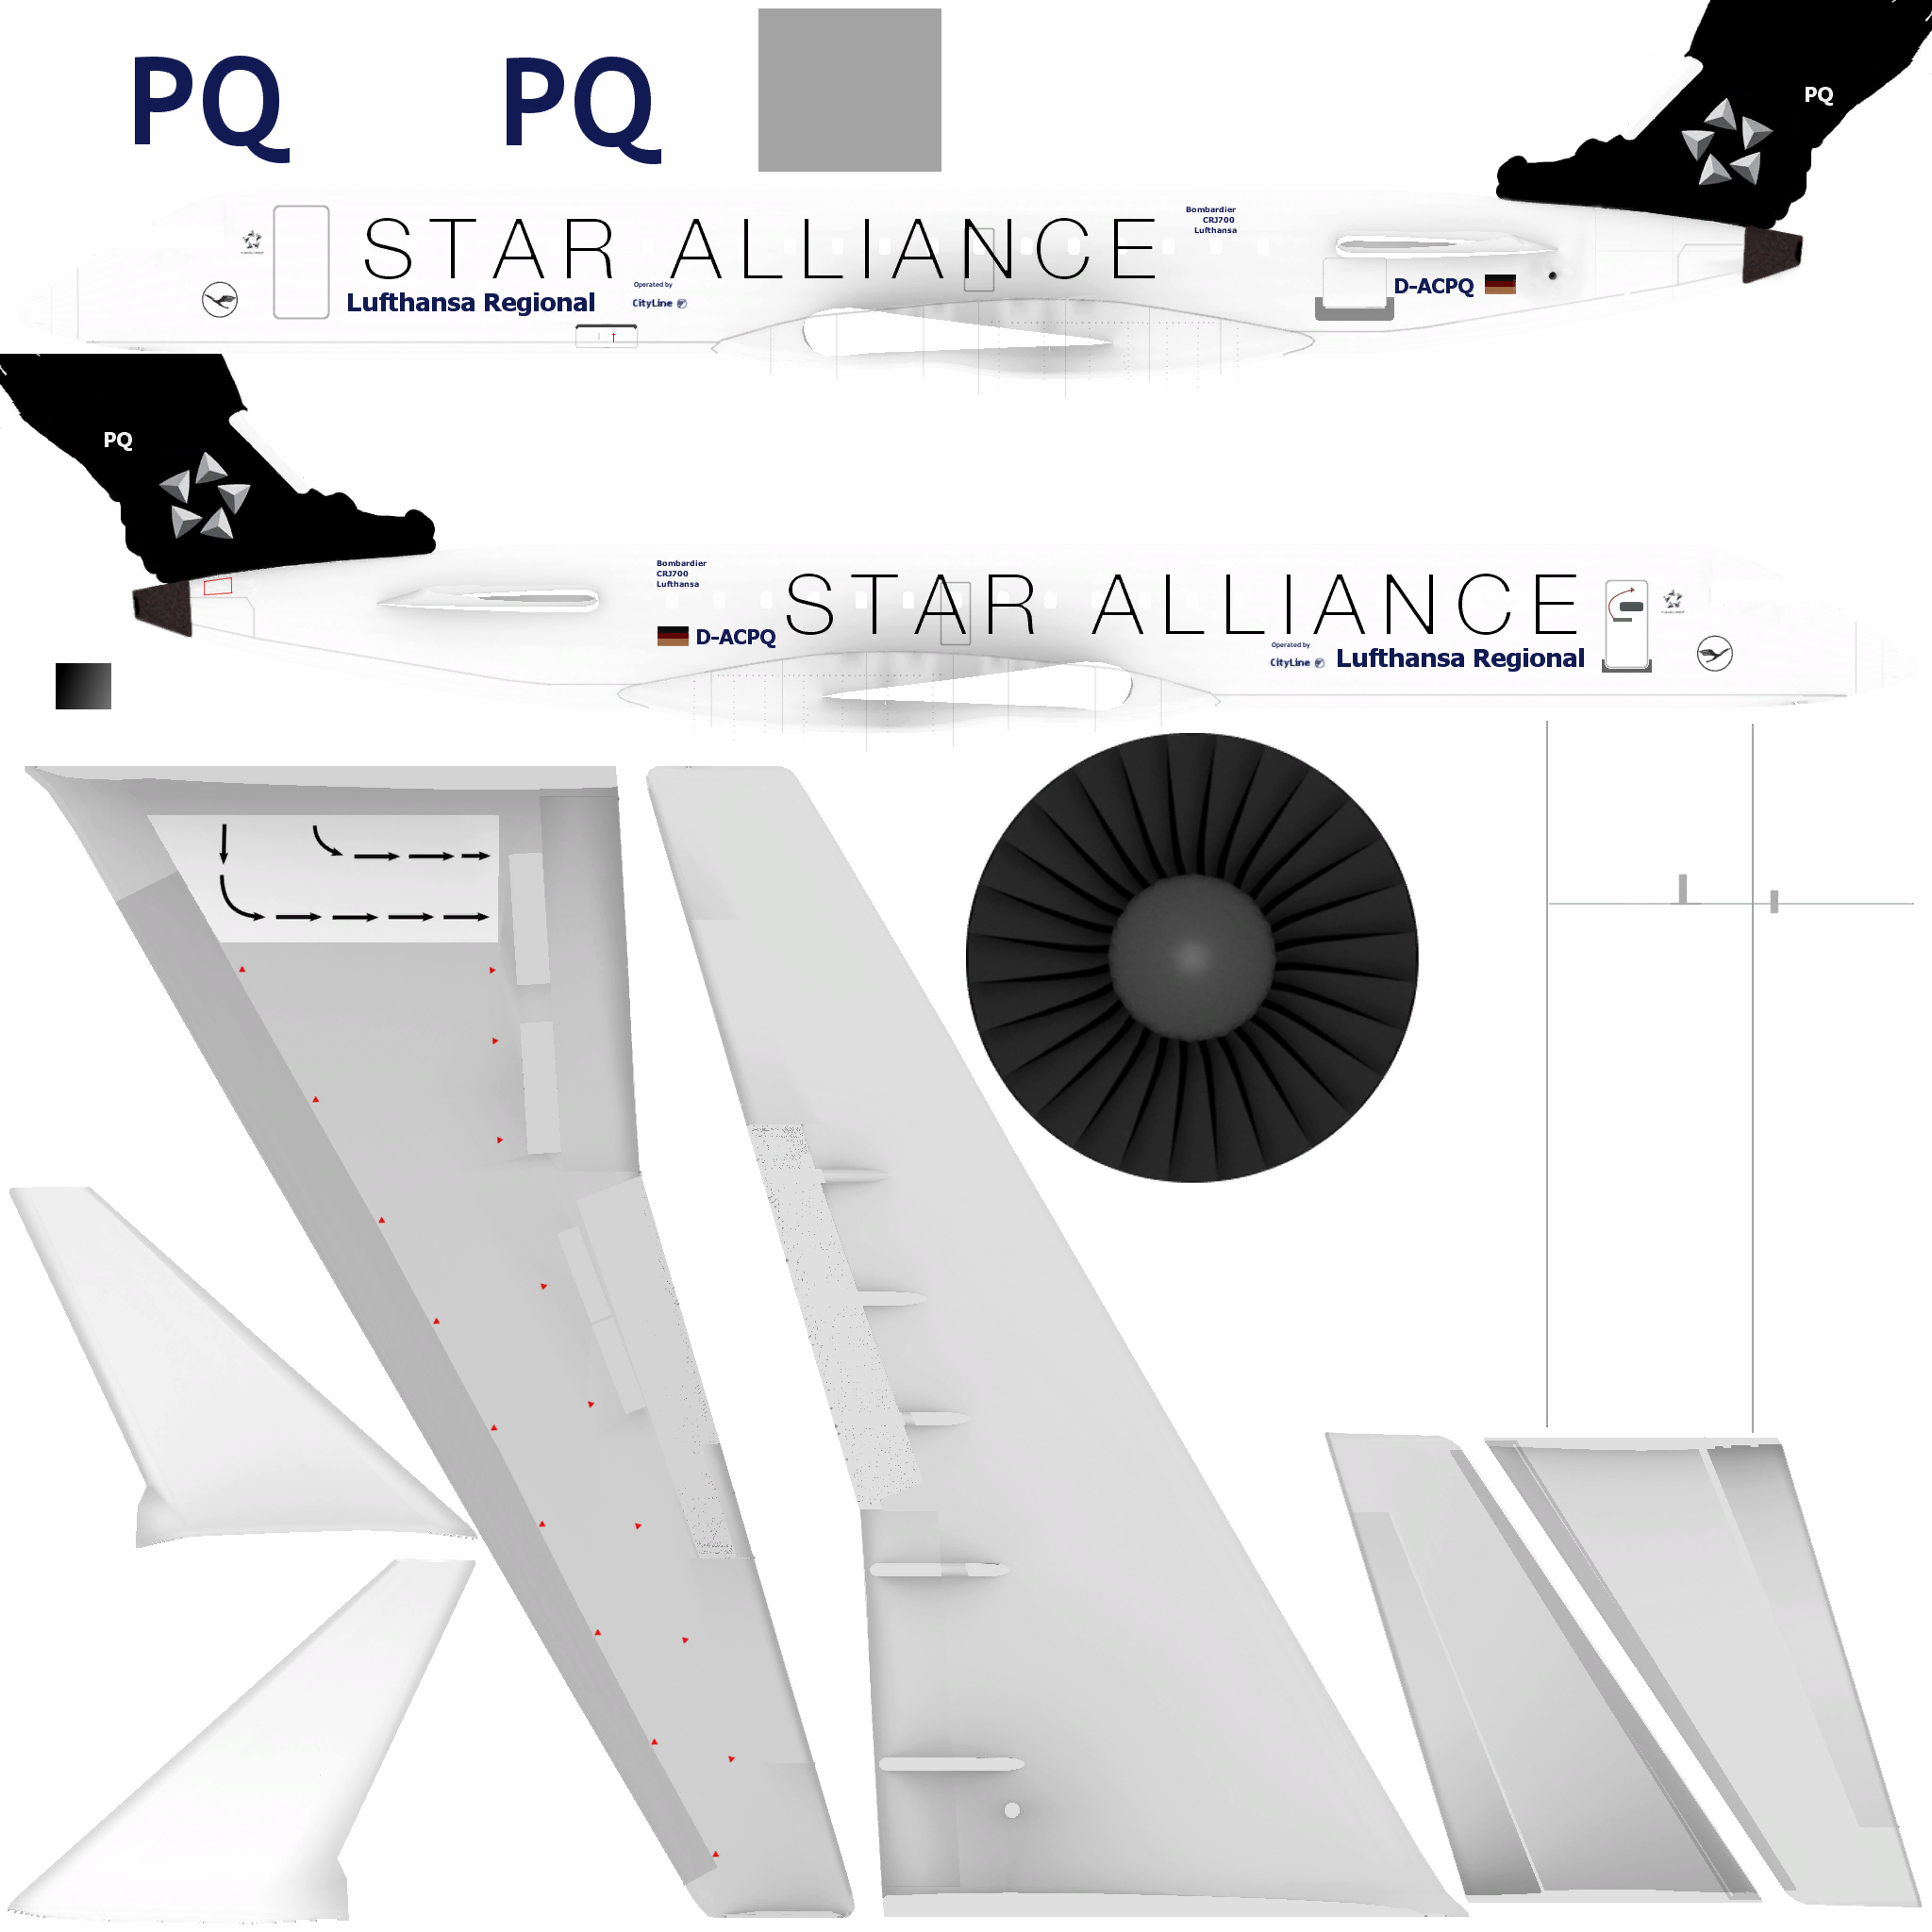 PQ PQ
PQ
STAR ALLIANCE
Bombardier
CRJ700
Lufthansa
Operated by
Lufthansa Regional CityLine
D-ACPQ
PQ
Bombardier
CRJ700
Lufthansa
STAR ALLIANCE
D-ACPQ
Operated by
CityLine Lufthansa Regional